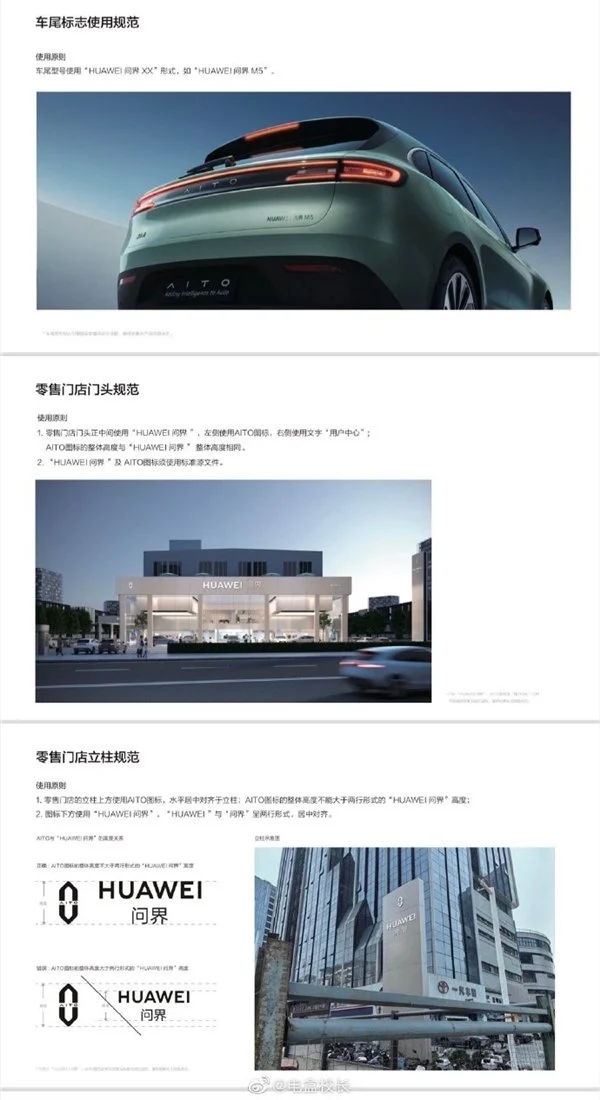 车尾标志使用规范
使用原则
车尾型号使用“HUAWEI 问界 XX”形式，如“HUAWEI 问界 M5”。
AITO
HUAWEI 问界 M5
AITO
Adding Intelligence to Auto
零售门店门头规范
使用原则
1. 零售门店门头正中间使用“HUAWEI 问界 ”，左侧使用AITO图标，右侧使用文字“用户中心”；
AITO图标的整体高度与“HUAWEI 问界 ” 整体高度相同。
2. “HUAWEI 问界 ”及 AITO图标须使用标准源文件。
HUAWEI 问界
零售门店立柱规范
使用原则
1. 零售门店的立柱上方使用AITO图标，水平居中对齐于立柱；AITO图标的整体高度不能大于两行形式的“HUAWEI 问界”高度；
2. 图标下方使用“HUAWEI 问界”，“HUAWEI ”与“问界”呈两行形式，居中对齐。
AITO与“HUAWEI 问界”的高度关系
立柱示意图
正确：AITO图标的整体高度不大于两行形式的“HUAWEI 问界”高度
AITO
HUAWEI
问界
错误：AITO图标的整体高度大于两行形式的“HUAWEI 问界”高度
AITO
HUAWEI
问界
HUAWEI
问界
@电盒校长